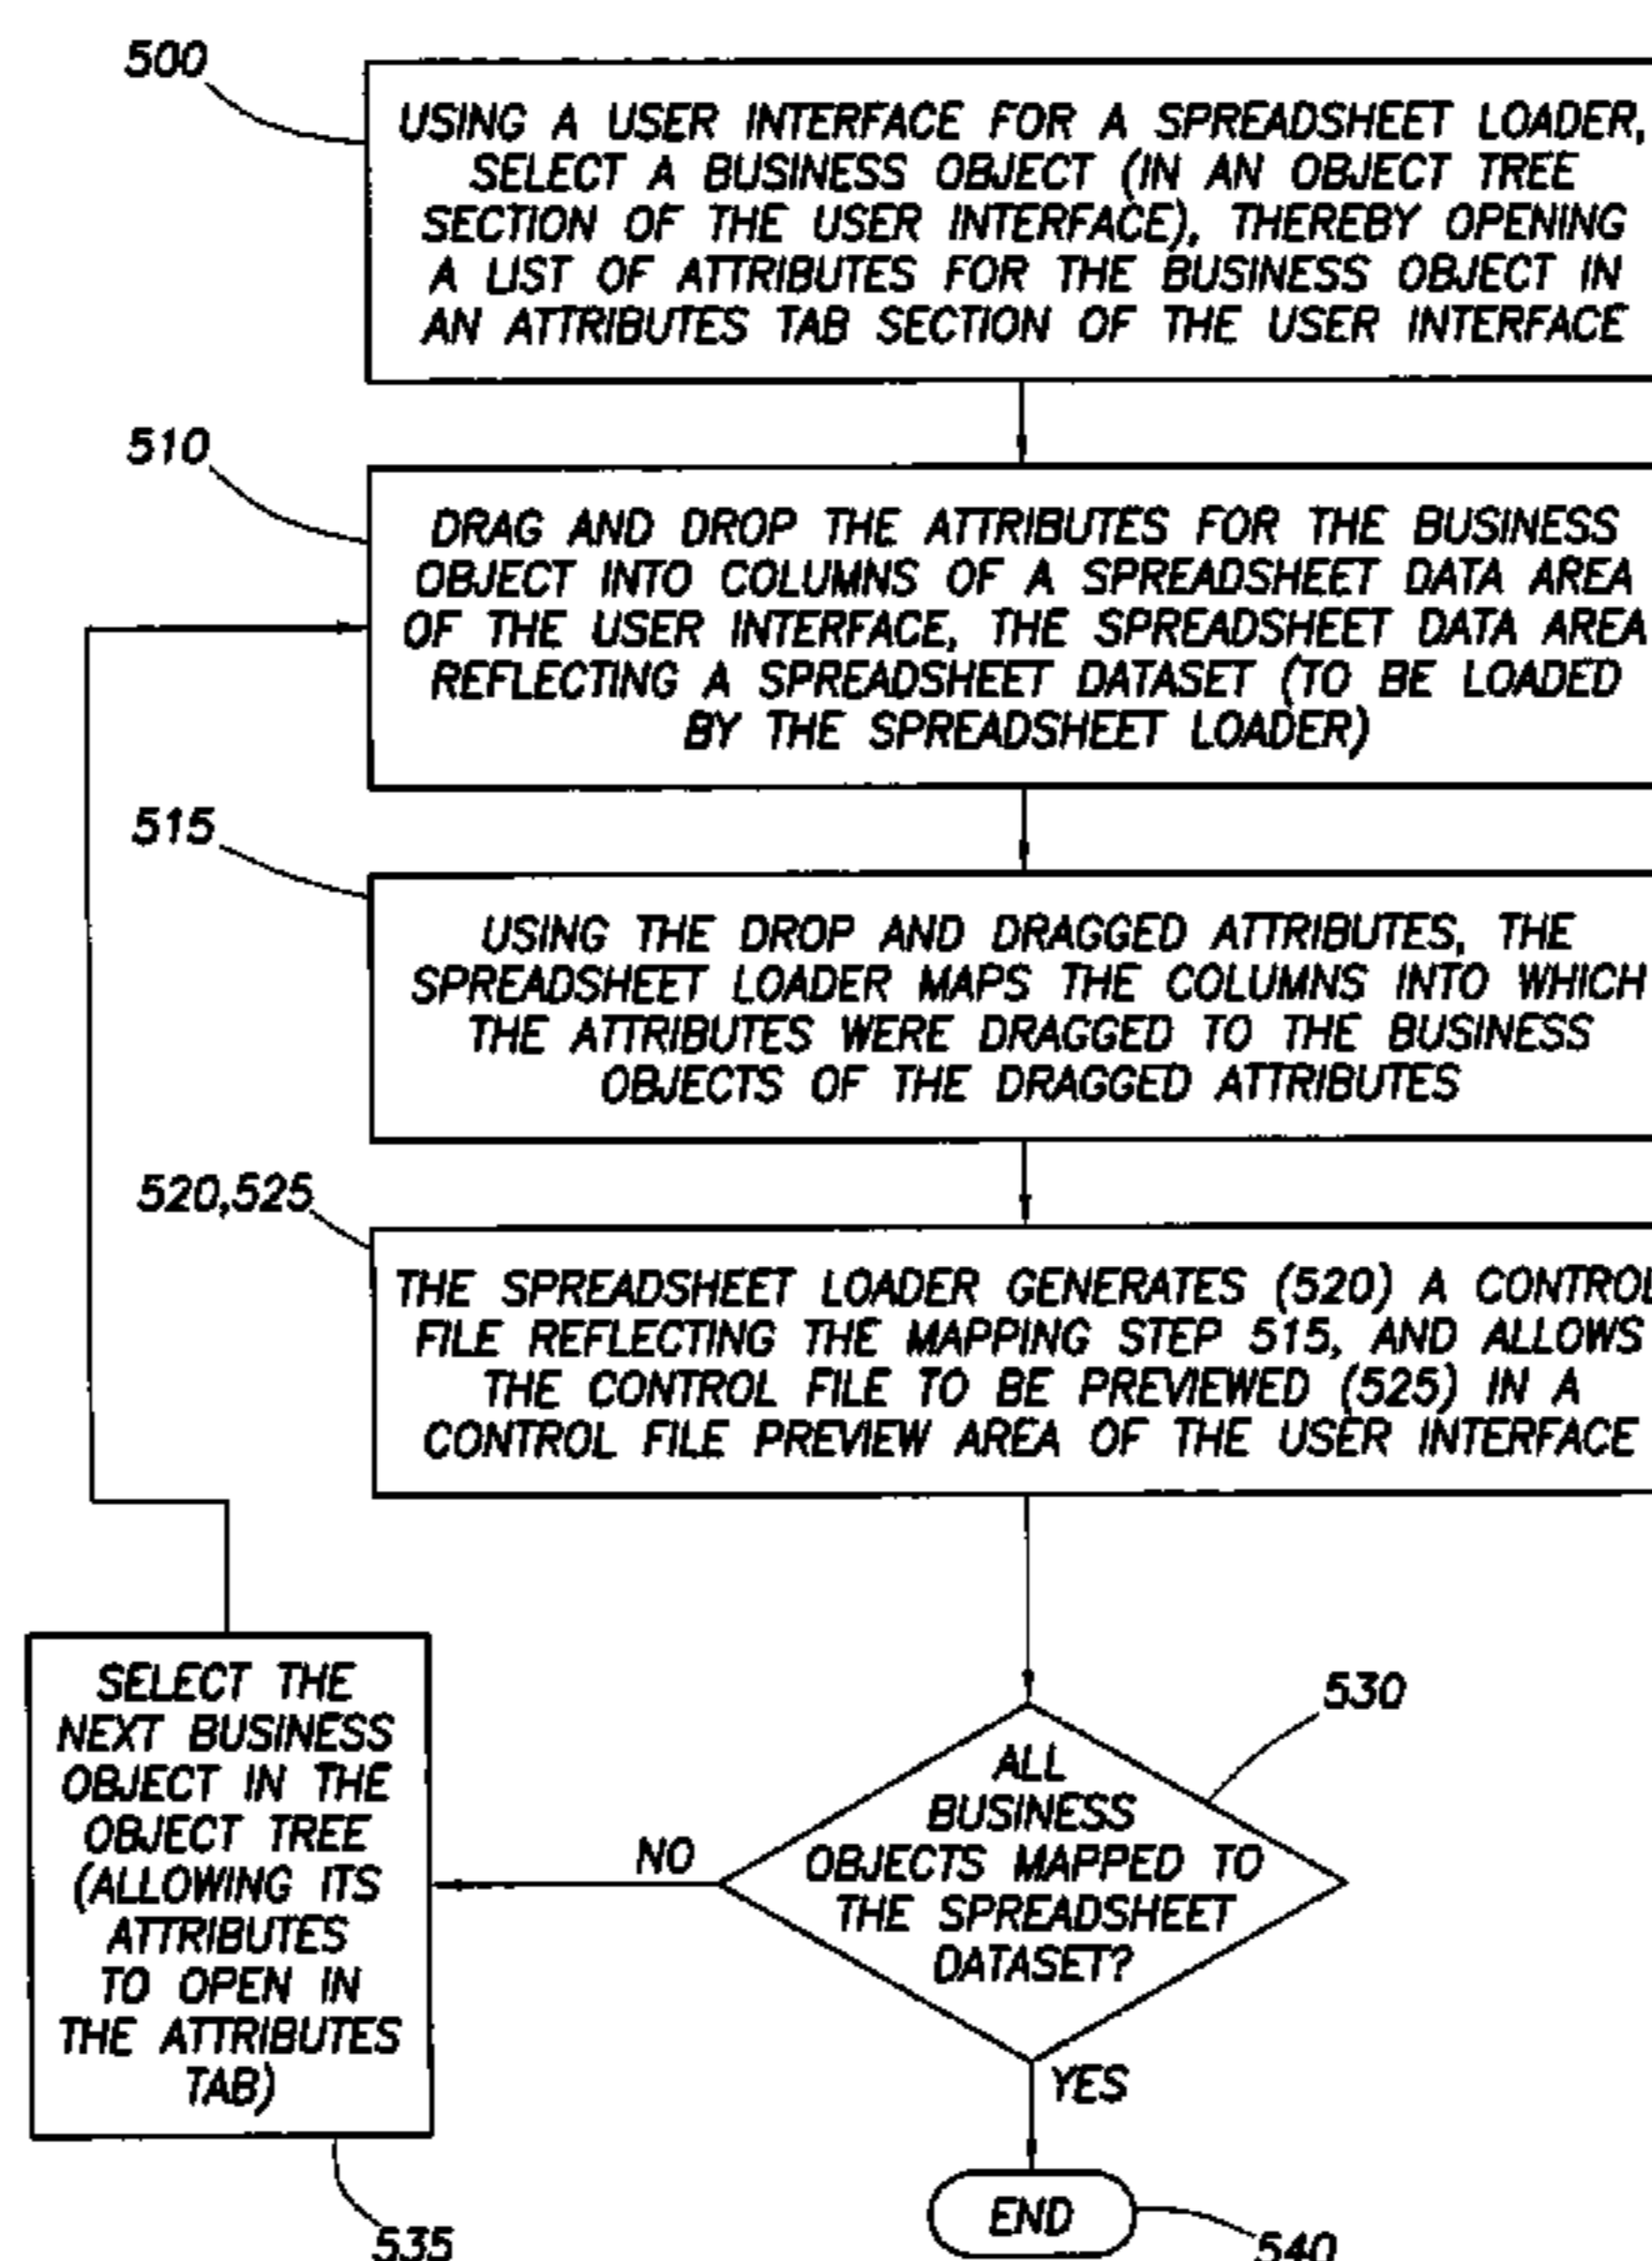 500
USING A USER INTERFACE FOR A SPREADSHEET LOADER,
SELECT A BUSINESS OBJECT (IN AN OBJECT TREE
SECTION OF THE USER INTERFACE), THEREBY OPENING
A LIST OF ATTRIBUTES FOR THE BUSINESS OBJECT IN
AN ATTRIBUTES TAB SECTION OF THE USER INTERFACE
510
DRAG AND DROP THE ATTRIBUTES FOR THE BUSINESS
OBJECT INTO COLUMNS OF A SPREADSHEET DATA AREA
OF THE USER INTERFACE, THE SPREADSHEET DATA AREA
REFLECTING A SPREADSHEET DATASET (TO BE LOADED
BY THE SPREADSHEET LOADER)
515
USING THE DROP AND DRAGGED ATTRIBUTES, THE
SPREADSHEET LOADER MAPS THE COLUMNS INTO WHICH
THE ATTRIBUTES WERE DRAGGED TO THE BUSINESS
OBJECTS OF THE DRAGGED ATTRIBUTES
520,525
THE SPREADSHEET LOADER GENERATES (520) A CONTROL
FILE REFLECTING THE MAPPING STEP 515, AND ALLOWS
THE CONTROL FILE TO BE PREVIEWED (525) IN A
CONTROL FILE PREVIEW AREA OF THE USER INTERFACE
530
ALL
BUSINESS
OBJECTS MAPPED TO
THE SPREADSHEET
DATASET?
NO
YES
SELECT THE
NEXT BUSINESS
OBJECT IN THE
OBJECT TREE
(ALLOWING ITS
ATTRIBUTES
TO OPEN IN
THE ATTRIBUTES
TAB)
535
END
540